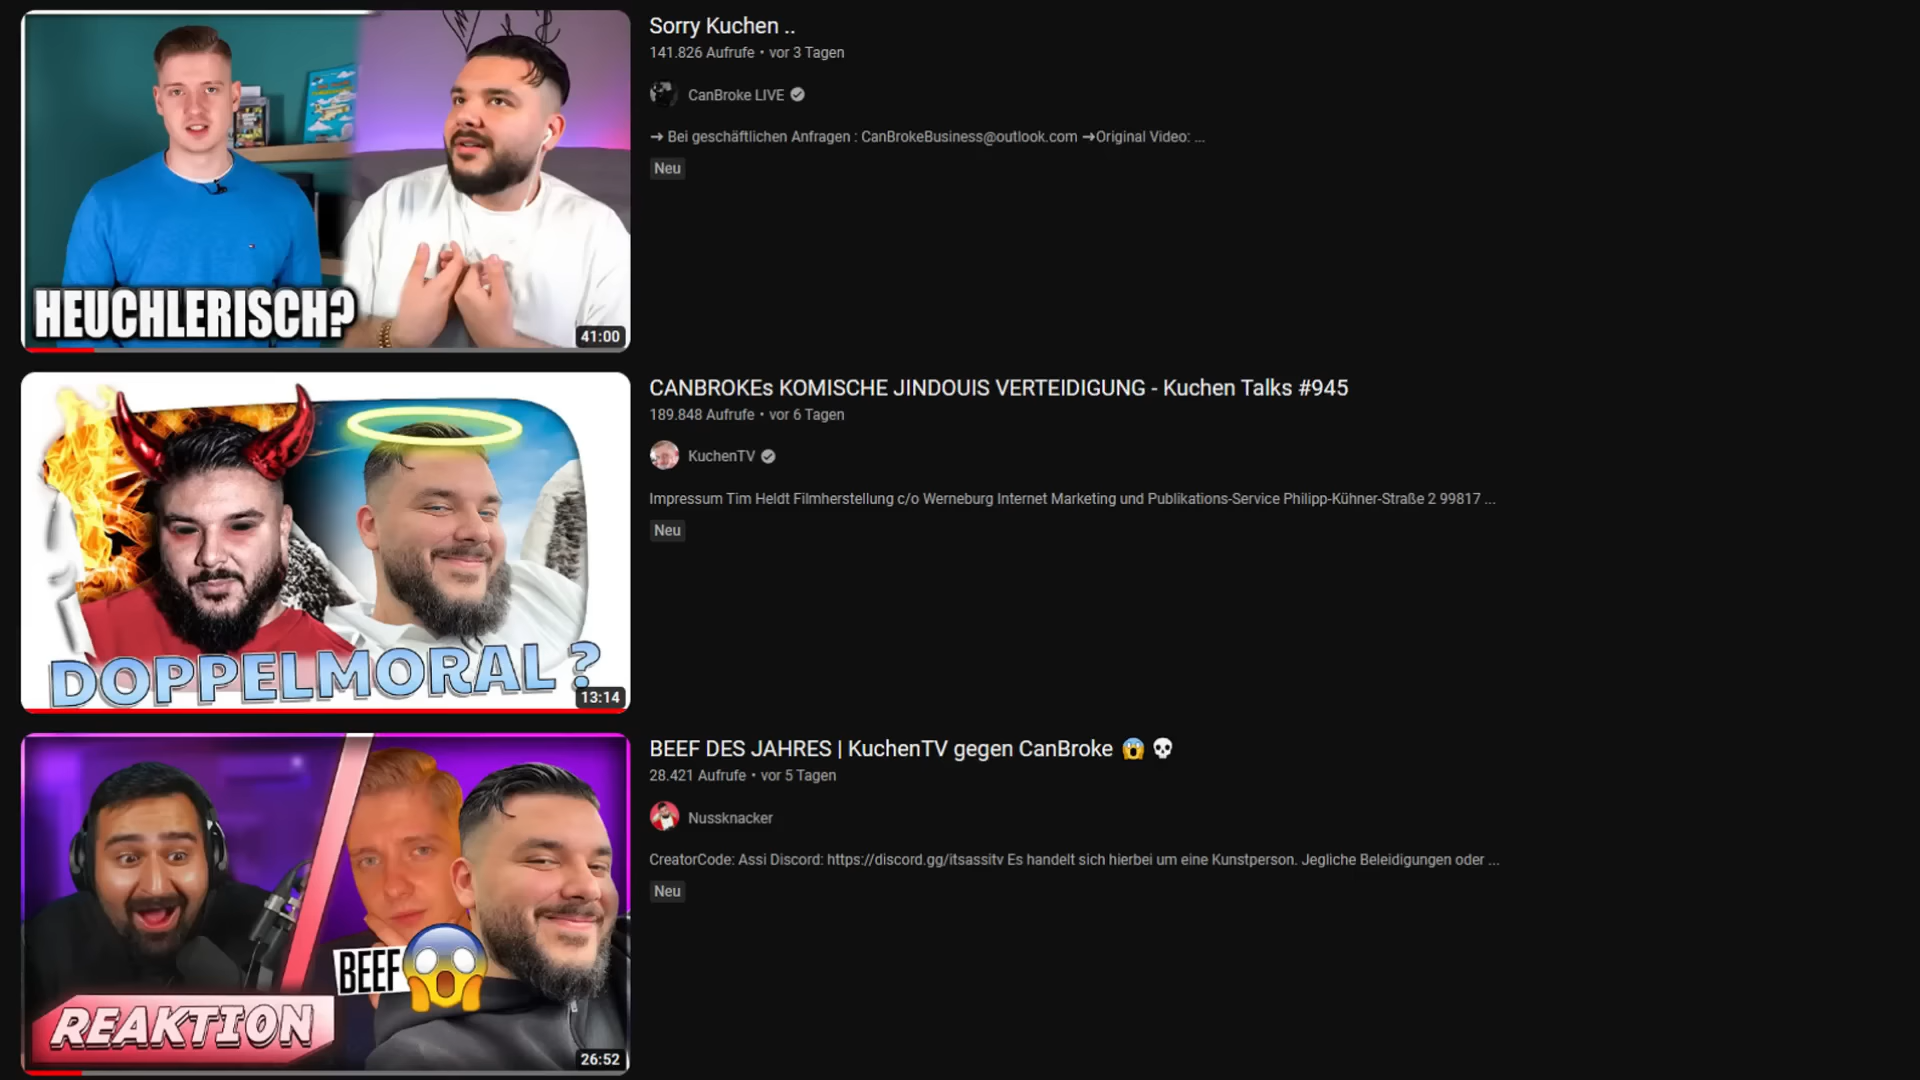 Sorry Kuchen ..
141.826 Aufrufe • vor 3 Tagen
CanBroke LIVE
➜ Bei geschäftlichen Anfragen : CanBrokeBusiness@outlook.com ➜Original Video: ...
Neu
HEUCHLERISCH?
41:00
CANBROKEs KOMISCHE JINDOUIS VERTEIDIGUNG - Kuchen Talks #945
189.848 Aufrufe • vor 6 Tagen
KuchenTV
Impressum Tim Heldt Filmherstellung c/o Werneburg Internet Marketing und Publikations-Service Philipp-Kühner-Straße 2 99817 ...
Neu
DOPPELMORAL ?
13:14
BEEF DES JAHRES | KuchenTV gegen CanBroke 😱 💀
28.421 Aufrufe • vor 5 Tagen
Nussknacker
CreatorCode: Assi Discord: https://discord.gg/itsassitv Es handelt sich hierbei um eine Kunstperson. Jegliche Beleidigungen oder ...
Neu
BEEF
REAKTION
26:52